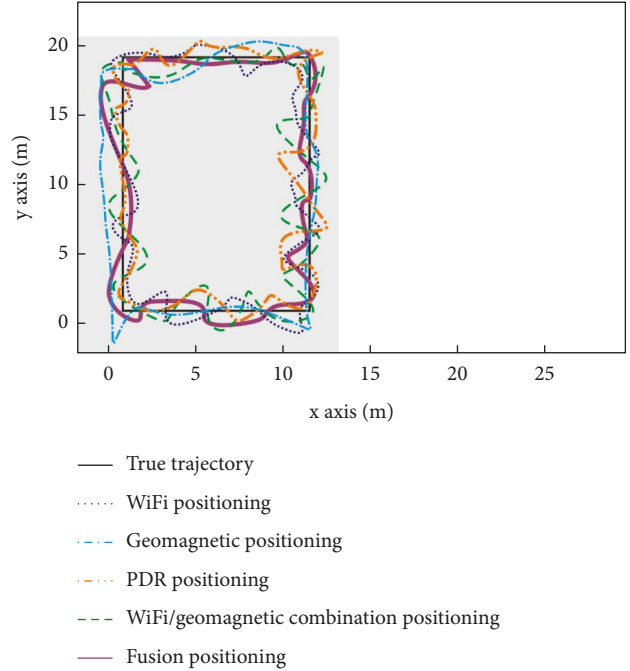 20
15
10
5
0
y axis (m)
0 5 10 15 20 25
x axis (m)
True trajectory
WiFi positioning
Geomagnetic positioning
PDR positioning
WiFi/geomagnetic combination positioning
Fusion positioning